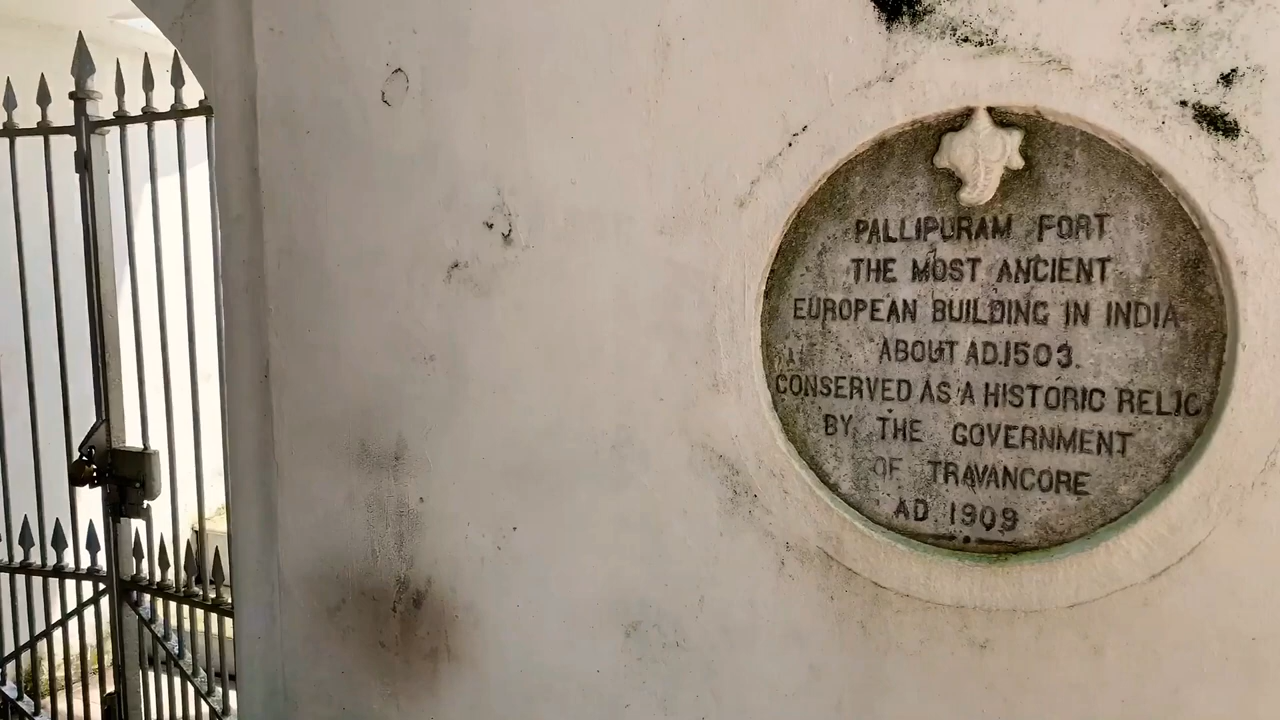 PALLIPURAM FORT
THE MOST ANCIENT
EUROPEAN BUILDING IN INDIA
ABOUT AD.1503.
CONSERVED AS A HISTORIC RELIC
BY THE GOVERNMENT
OF TRAVANCORE
AD 1909